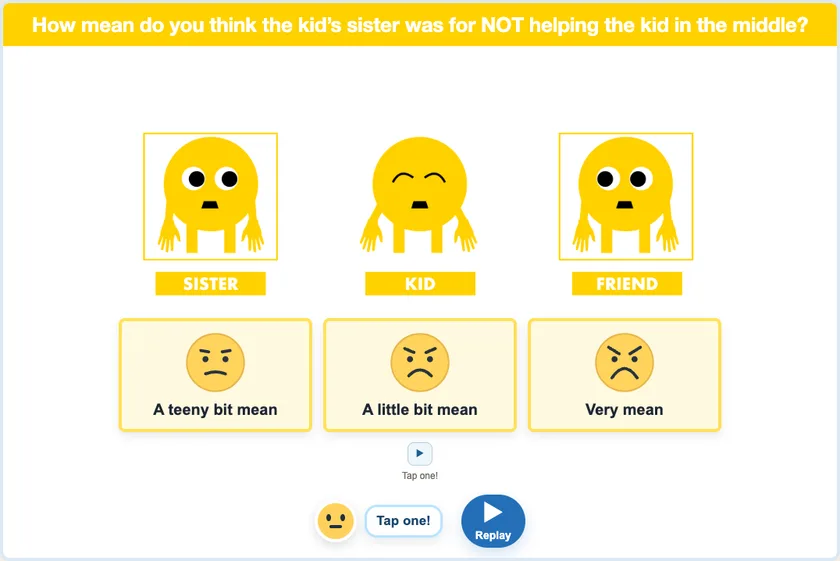 How mean do you think the kid's sister was for NOT helping the kid in the middle?
SISTER
KID
FRIEND
A teeny bit mean
A little bit mean
Very mean
Tap one!
Tap one!
Replay